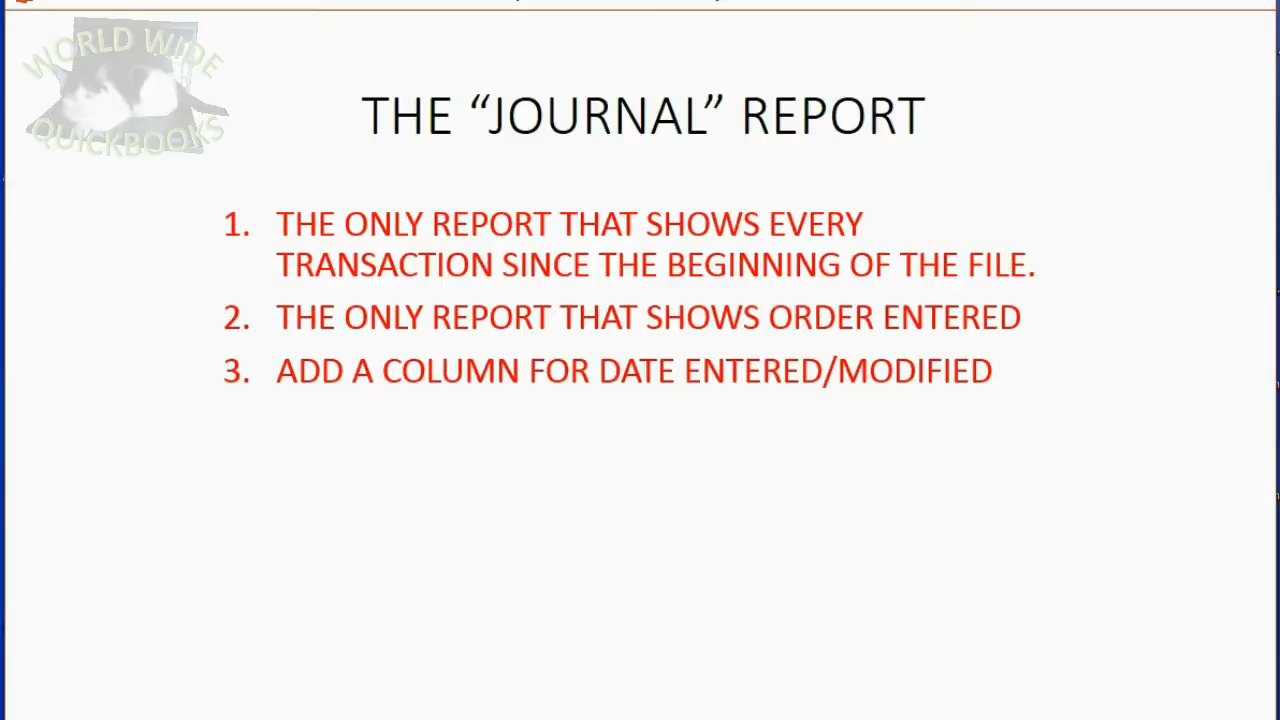 WORLD WIDE
QUICKBOOKS
THE “JOURNAL” REPORT
1. THE ONLY REPORT THAT SHOWS EVERY
TRANSACTION SINCE THE BEGINNING OF THE FILE.
2. THE ONLY REPORT THAT SHOWS ORDER ENTERED
3. ADD A COLUMN FOR DATE ENTERED/MODIFIED